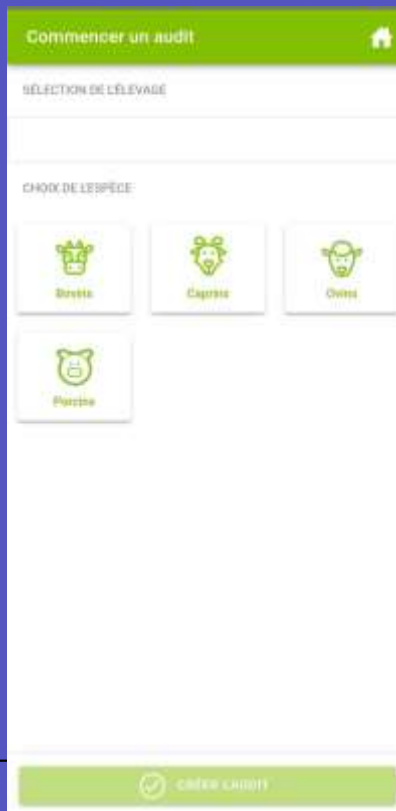 Commencer un audit
SÉLECTION DE L'ÉLEVAGE
CHOIX DE L'ESPÈCE
Bovins
Caprins
Ovins
Porcins
CRÉER L'AUDIT